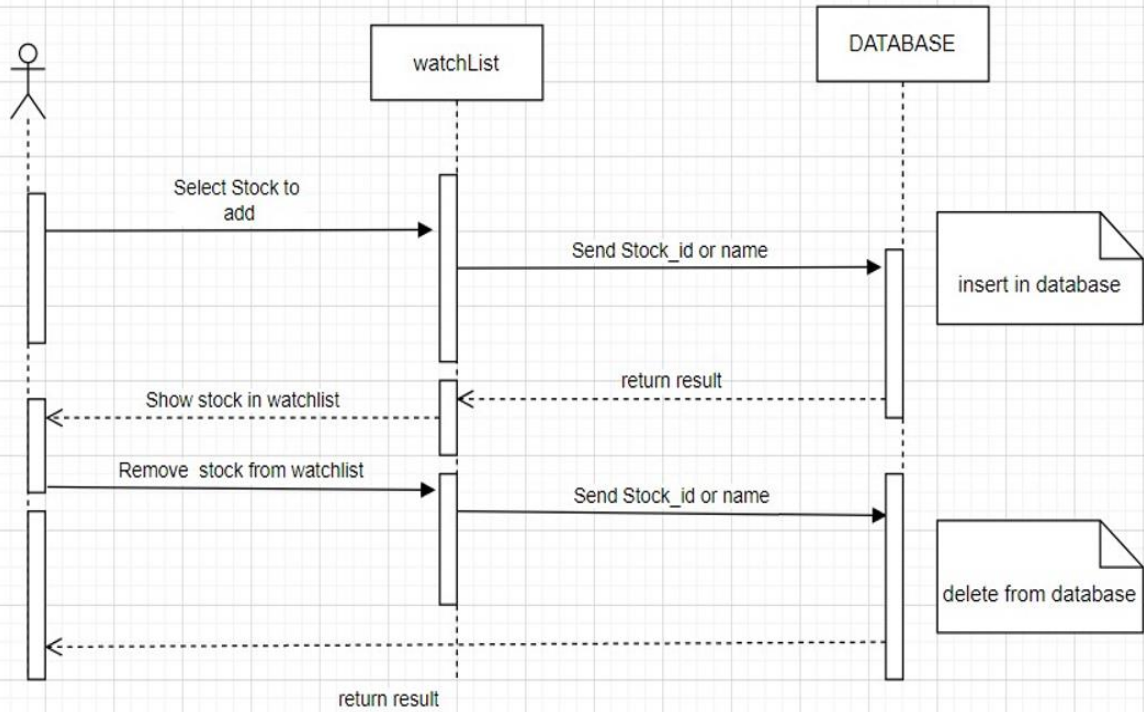 watchList
DATABASE
Select Stock to
add
Send Stock_id or name
insert in database
return result
Show stock in watchlist
Remove  stock from watchlist
Send Stock_id or name
delete from database
return result